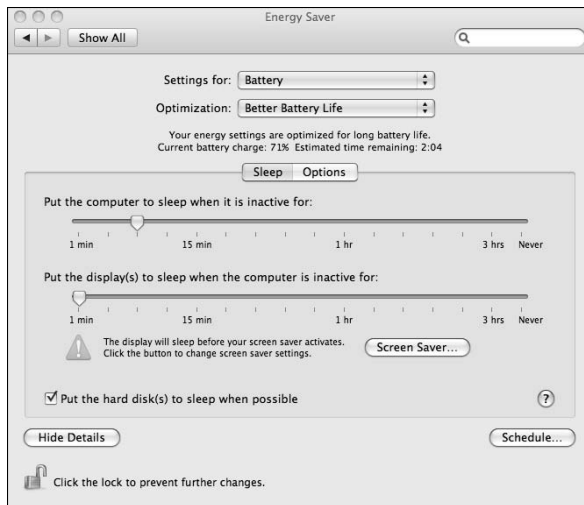 Energy Saver
Show All
Settings for: Battery
Optimization: Better Battery Life
Your energy settings are optimized for long battery life.
Current battery charge: 71% Estimated time remaining: 2:04
Sleep Options
Put the computer to sleep when it is inactive for:
1 min 15 min 1 hr 3 hrs Never
Put the display(s) to sleep when the computer is inactive for:
1 min 15 min 1 hr 3 hrs Never
The display will sleep before your screen saver activates.
Click the button to change screen saver settings.
Screen Saver...
Put the hard disk(s) to sleep when possible
?
Hide Details Schedule...
Click the lock to prevent further changes.